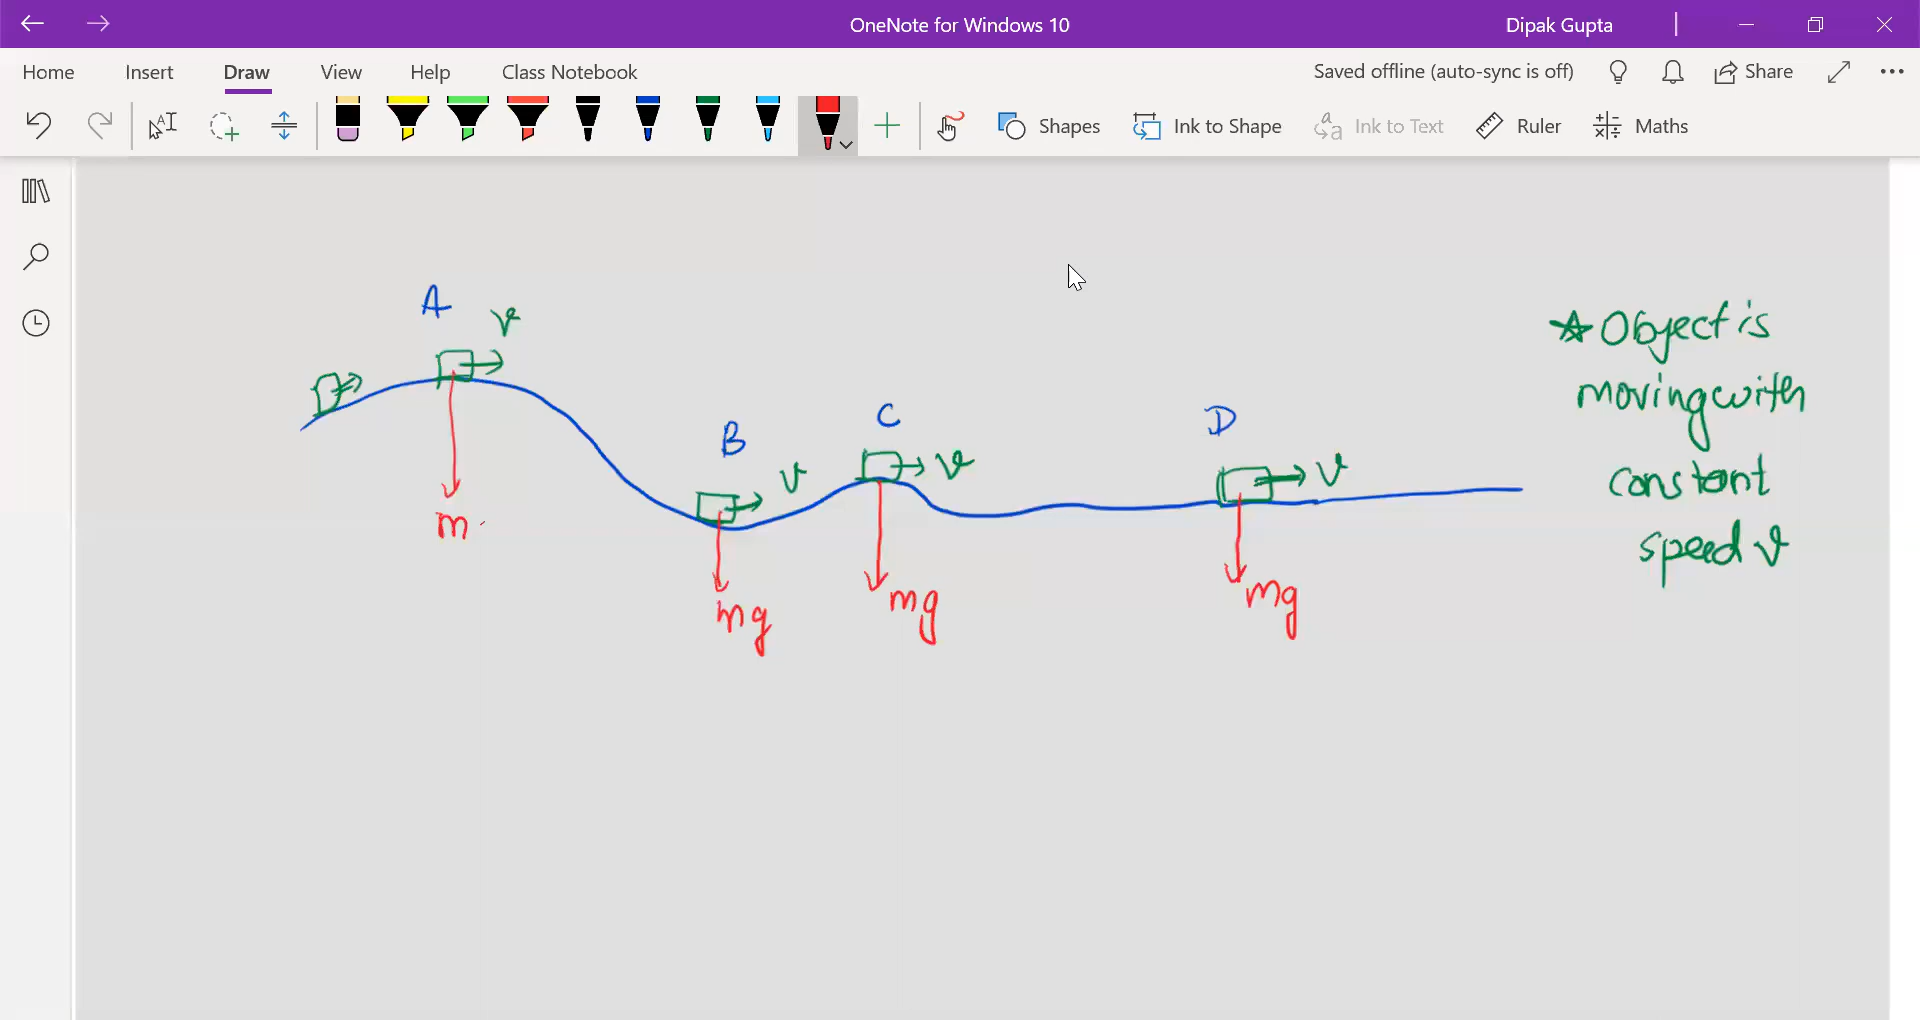 OneNote for Windows 10
Dipak Gupta
Home Insert Draw View Help Class Notebook
Saved offline (auto-sync is off)
Share
Shapes
Ink to Shape
Ink to Text
Ruler
Maths
A
v
m
B
v
mg
C
v
mg
D
v
mg
Object is
moving with
constant
speed v